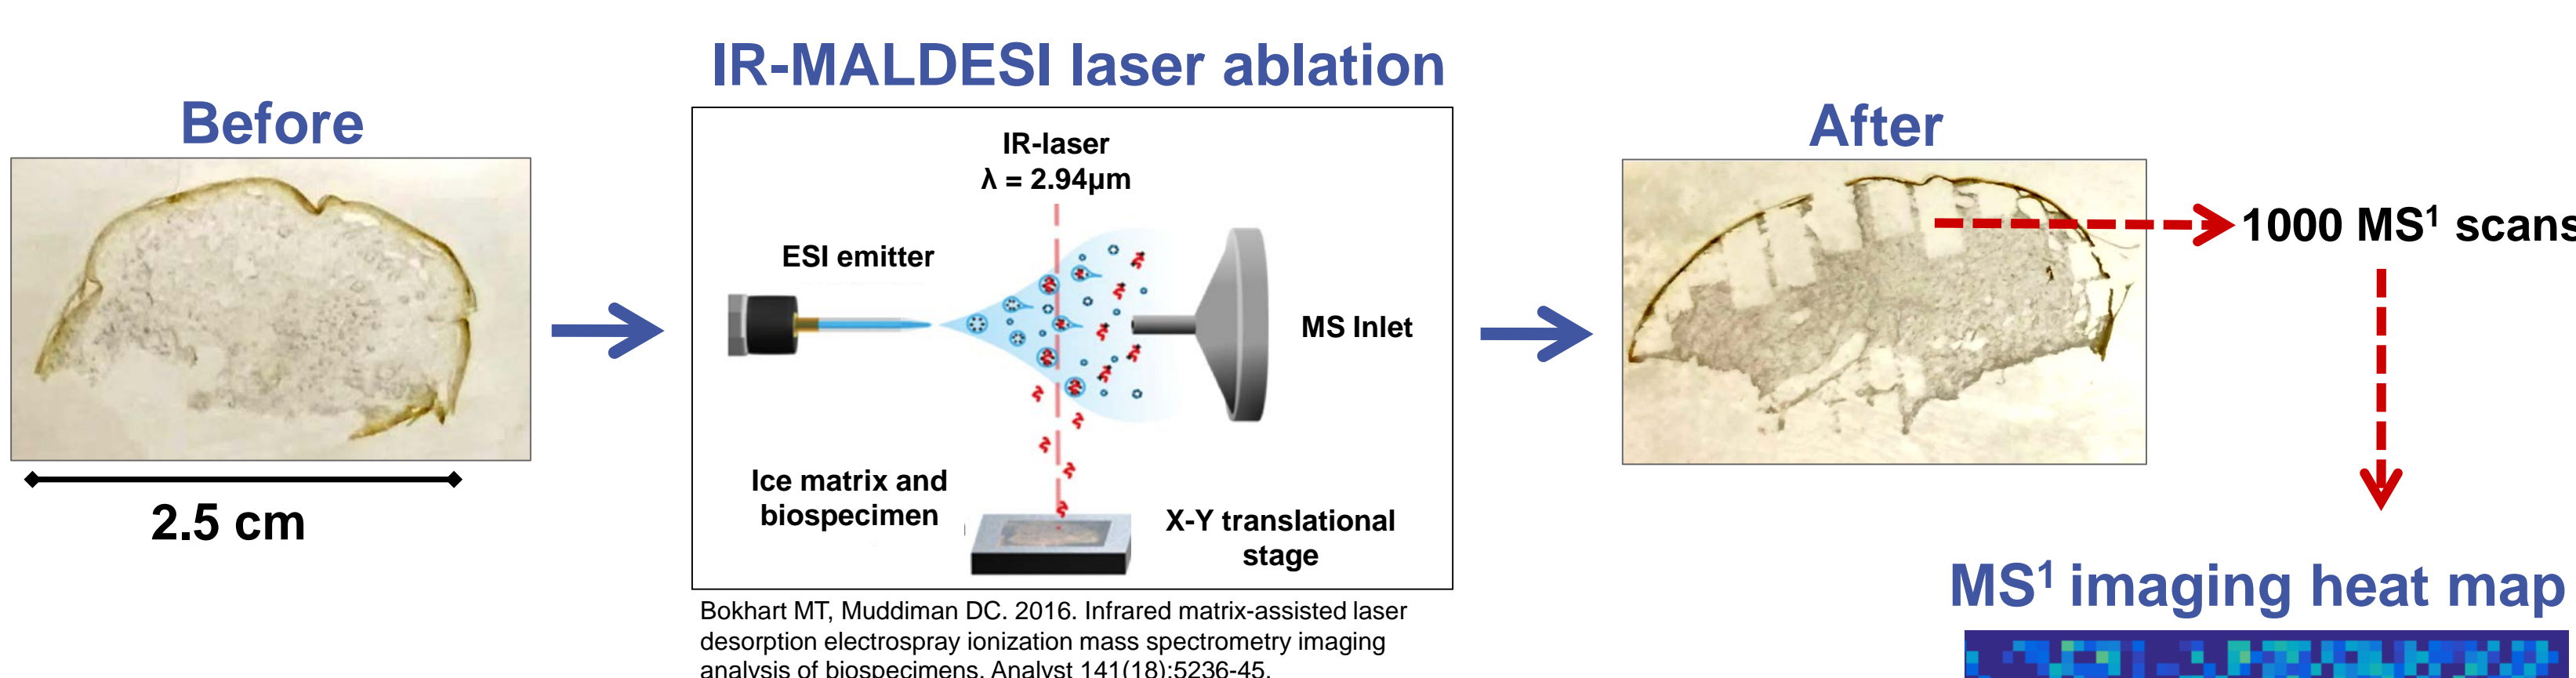 IR-MALDESI laser ablation
Before
After
IR-laser
λ = 2.94µm
ESI emitter
MS Inlet
1000 MS¹ scans
Ice matrix and
biospecimen
X-Y translational
stage
2.5 cm
MS¹ imaging heat map
Bokhart MT, Muddiman DC. 2016. Infrared matrix-assisted laser
desorption electrospray ionization mass spectrometry imaging
analysis of biospecimens. Analyst 141(18):5236-45.